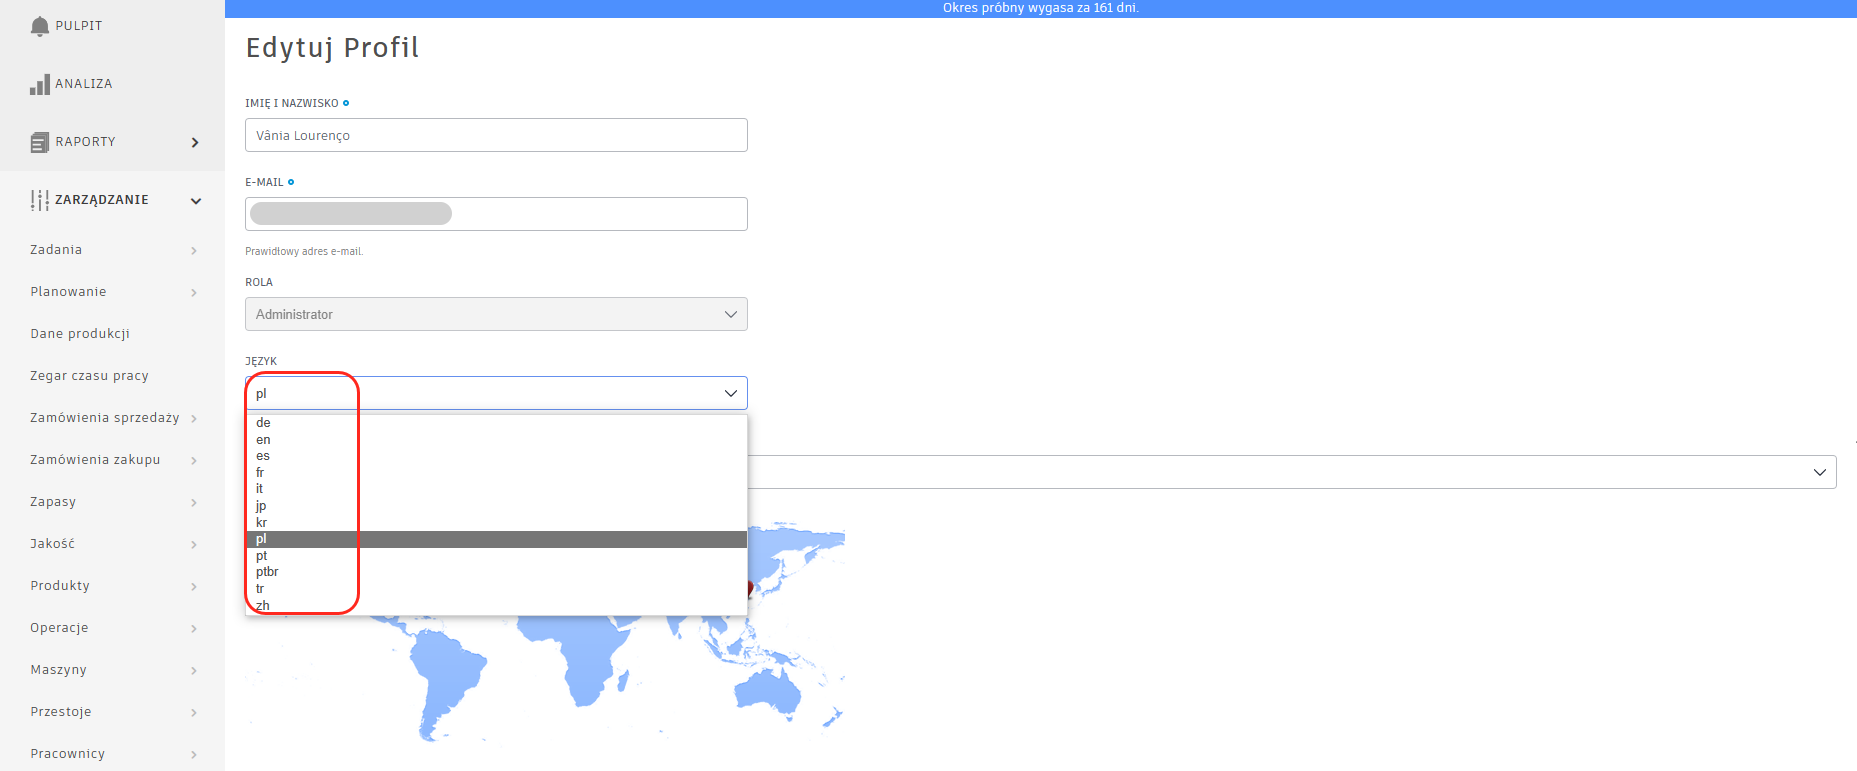 Okres próbny wygasa za 161 dni.
PULPIT
ANALIZA
RAPORTY
ZARZĄDZANIE
Zadania
Planowanie
Dane produkcji
Zegar czasu pracy
Zamówienia sprzedaży
Zamówienia zakupu
Zapasy
Jakość
Produkty
Operacje
Maszyny
Przestoje
Pracownicy
Edytuj Profil
IMIĘ I NAZWISKO
Vânia Lourenço
E-MAIL
Prawidłowy adres e-mail.
ROLA
Administrator
JĘZYK
pl
de
en
es
fr
it
jp
kr
pl
pt
ptbr
tr
zh